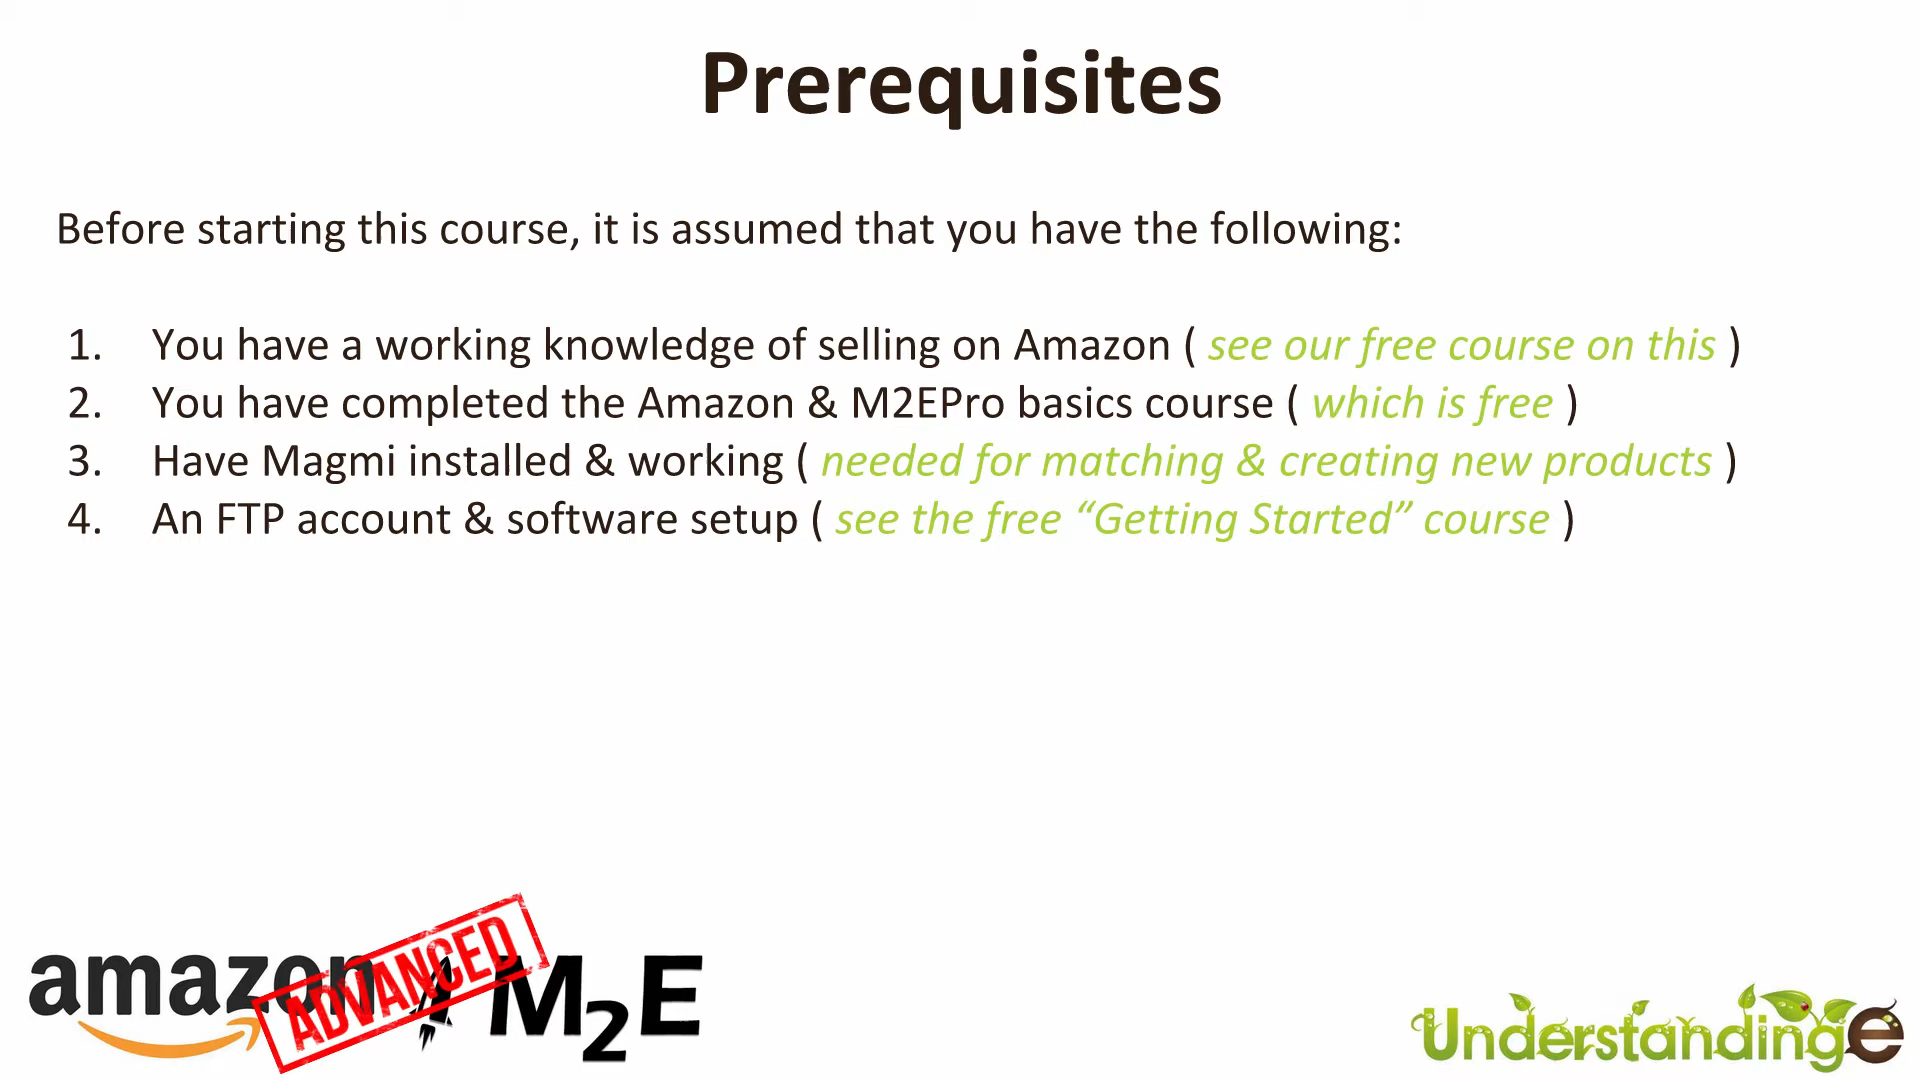 Prerequisites
Before starting this course, it is assumed that you have the following:
1. You have a working knowledge of selling on Amazon ( see our free course on this )
2. You have completed the Amazon & M2EPro basics course ( which is free )
3. Have Magmi installed & working ( needed for matching & creating new products )
4. An FTP account & software setup ( see the free “Getting Started” course )
amazon ADVANCED M2E
Understandinge